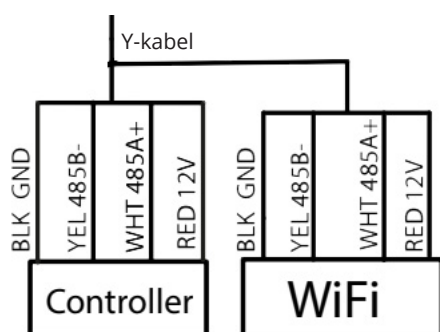 Y-kabel
BLK GND
YEL 485B-
WHT 485A+
RED 12V
BLK GND
YEL 485B-
WHT 485A+
RED 12V
Controller
WiFi